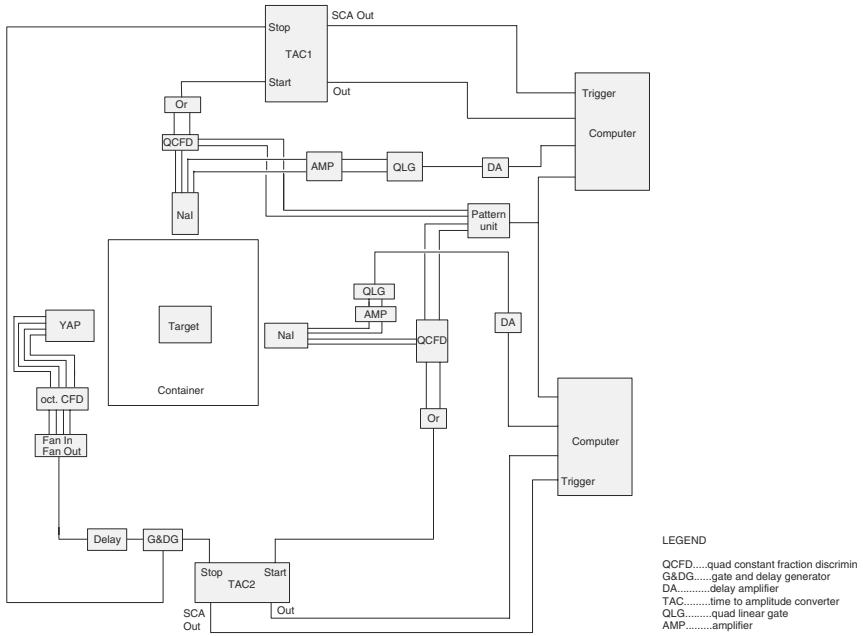 SCA Out
Stop
TAC1
Start
Out
Or
Trigger
Computer
QCFD
AMP
QLG
DA
NaI
Pattern
unit
QLG
AMP
YAP
Target
NaI
QCFD
DA
Container
oct. CFD
Or
Fan In
Fan Out
Computer
Trigger
Delay
G&DG
Stop
Start
TAC2
SCA
Out
Out
LEGEND
QCFD.....quad constant fraction discrimin
G&DG......gate and delay generator
DA...........delay amplifier
TAC.........time to amplitude converter
QLG.........quad linear gate
AMP.........amplifier